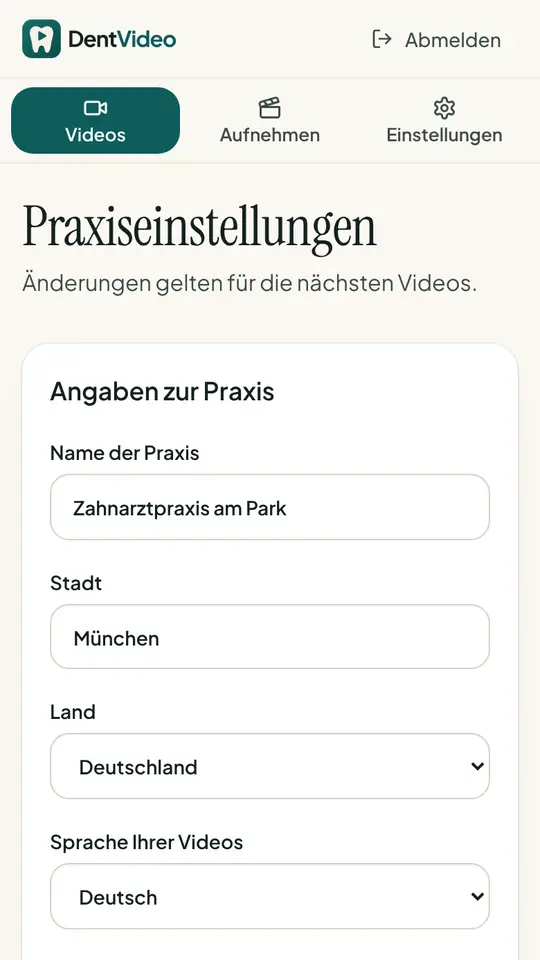 DentVideo
Abmelden
Videos
Aufnehmen
Einstellungen
Praxiseinstellungen
Änderungen gelten für die nächsten Videos.
Angaben zur Praxis
Name der Praxis
Zahnarztpraxis am Park
Stadt
München
Land
Deutschland
Sprache Ihrer Videos
Deutsch